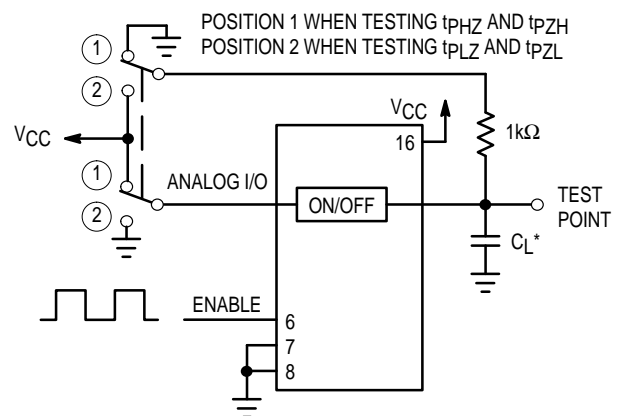 POSITION 1 WHEN TESTING tPHZ AND tPZH
POSITION 2 WHEN TESTING tPLZ AND tPZL
1
2
VCC
VCC
16
1kΩ
1
2
ANALOG I/O
ON/OFF
TEST
POINT
CL*
ENABLE
6
7
8